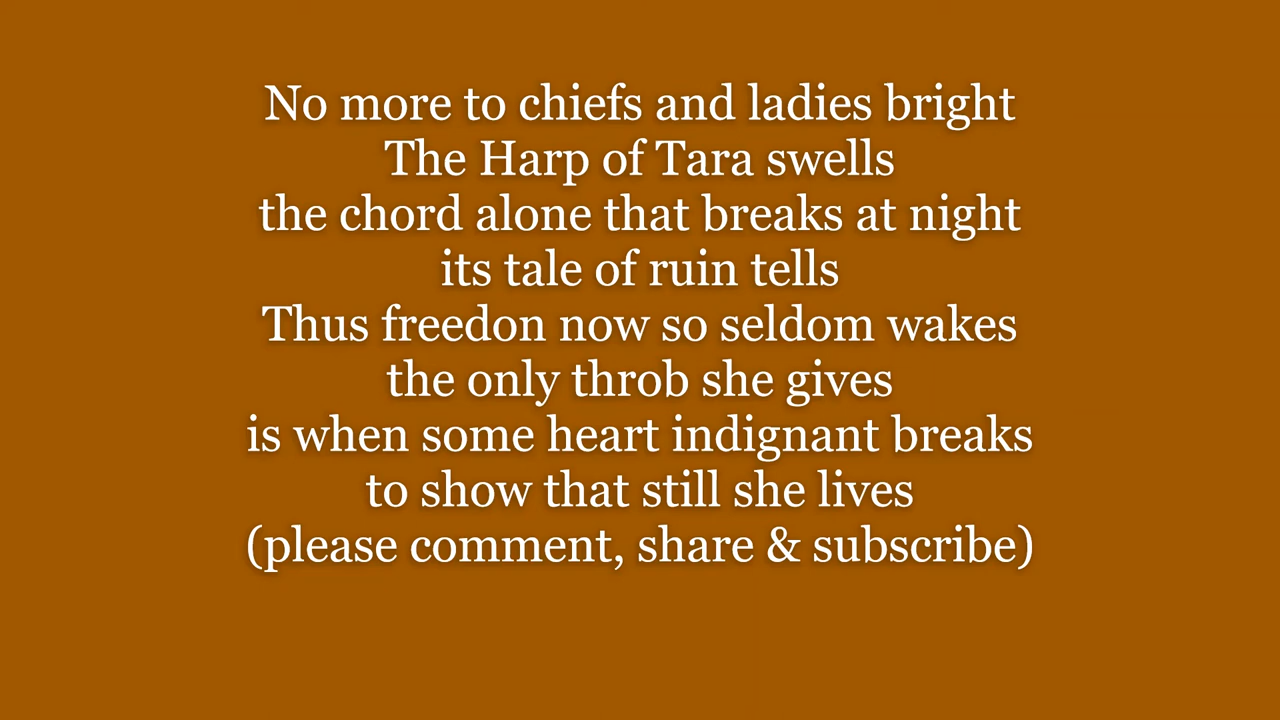 No more to chiefs and ladies bright
The Harp of Tara swells
the chord alone that breaks at night
its tale of ruin tells
Thus freedon now so seldom wakes
the only throb she gives
is when some heart indignant breaks
to show that still she lives
(please comment, share & subscribe)